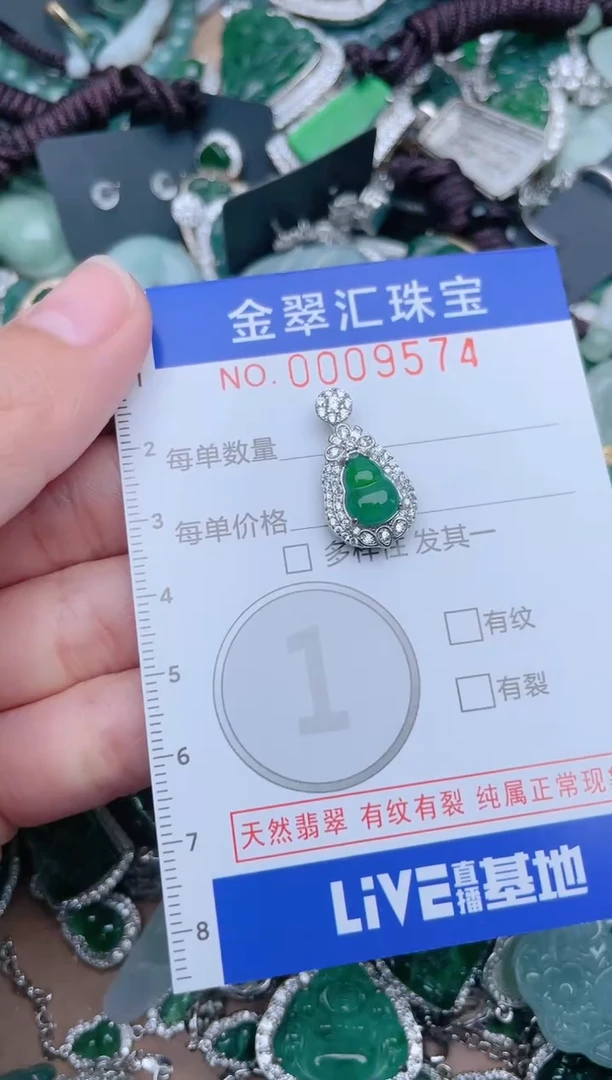 金翠汇珠宝
NO. 0009574
每单数量
每单价格
多样性 发其一
1
有纹
有裂
天然翡翠 有纹有裂 纯属正常现
LiVE直播基地
1
2
3
4
5
6
7
8